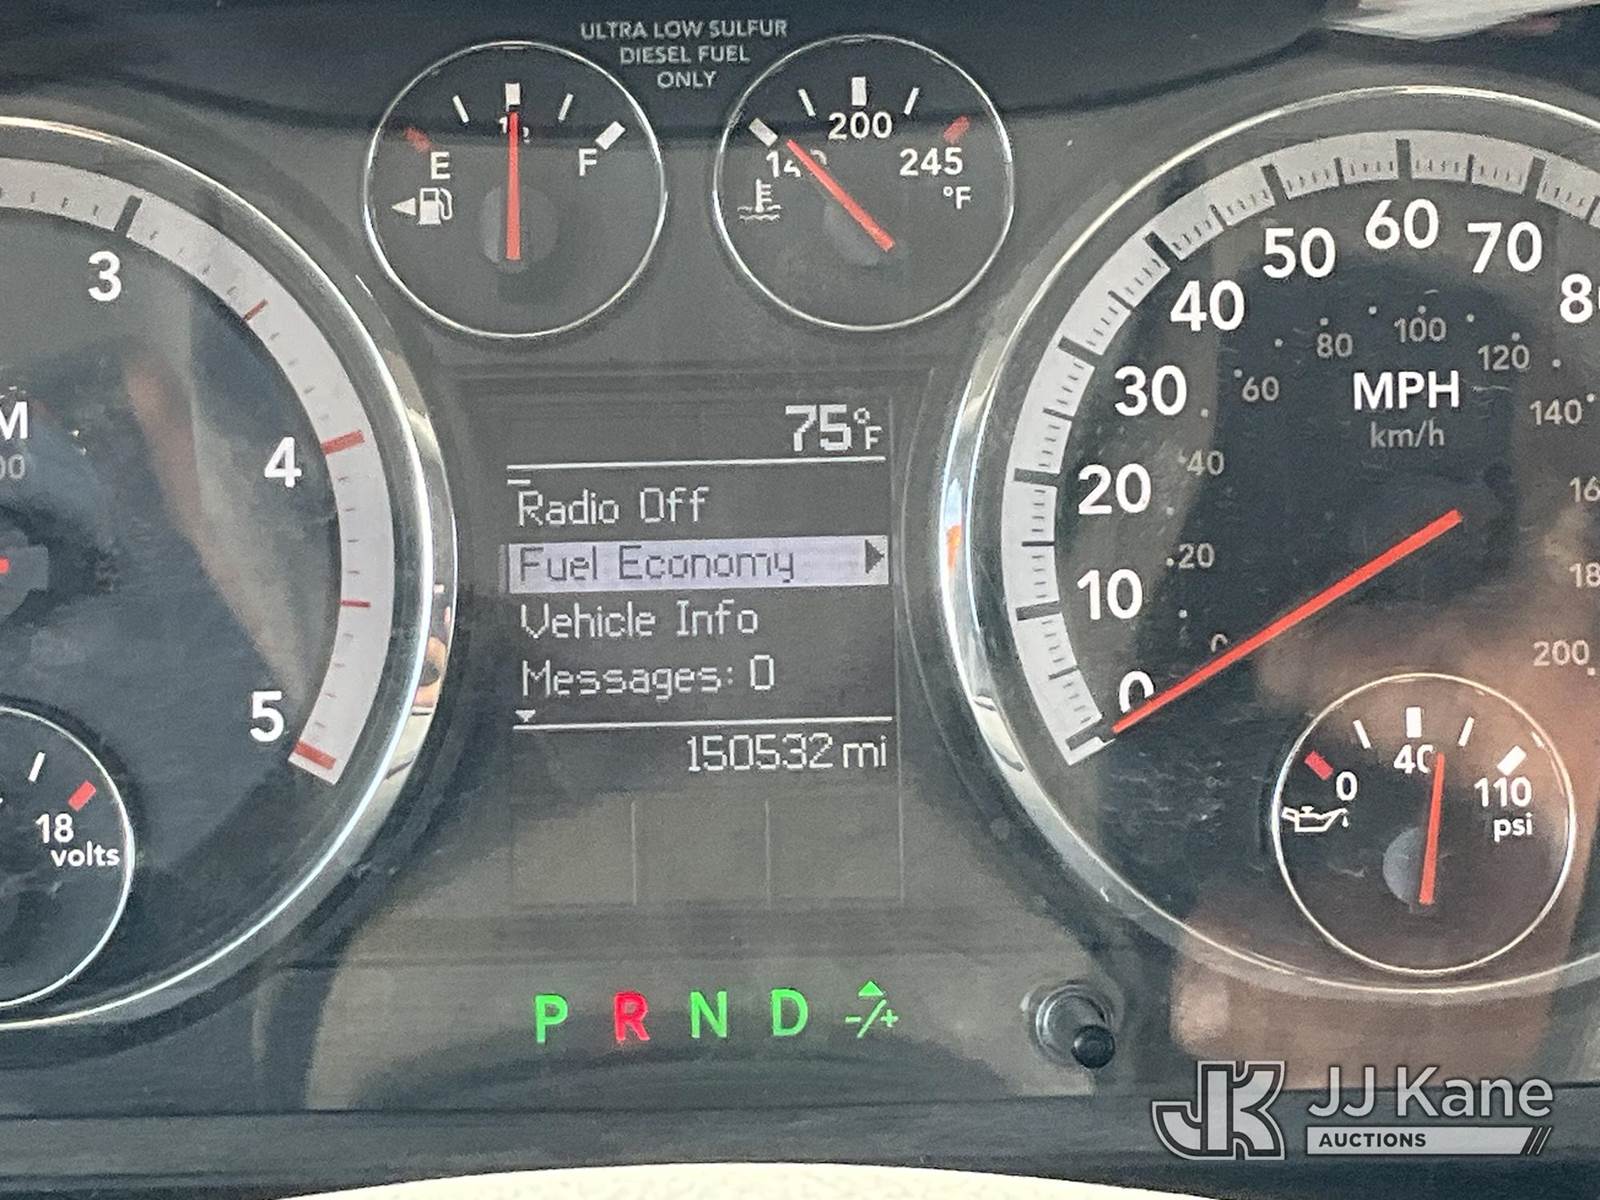 ULTRA LOW SULFUR
DIESEL FUEL
ONLY
E
F
200
245
°F
3
4
5
18
volts
75°F
Radio Off
Fuel Economy
Vehicle Info
Messages: 0
150532 mi
0
10
20
30
40
50
60
70
0
20
40
60
80
100
120
140
200
MPH
km/h
0
40
110
psi
P R N D -/+
JJ Kane
AUCTIONS
JK